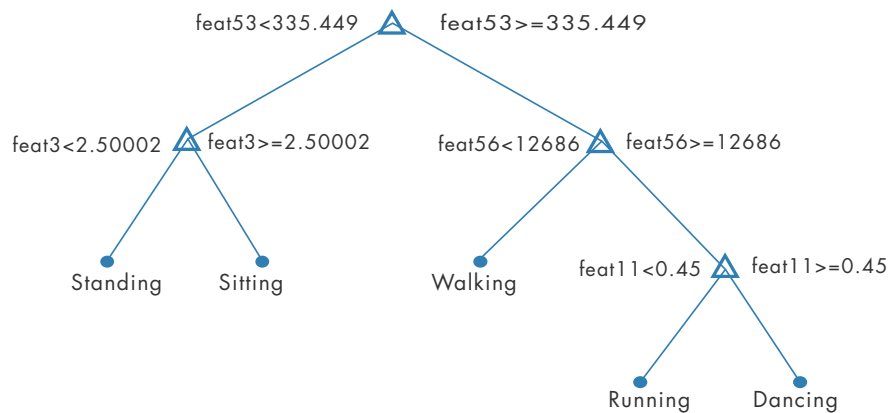 feat53<335.449
feat53>=335.449
feat3<2.50002
feat3>=2.50002
feat56<12686
feat56>=12686
Standing
Sitting
Walking
feat11<0.45
feat11>=0.45
Running
Dancing